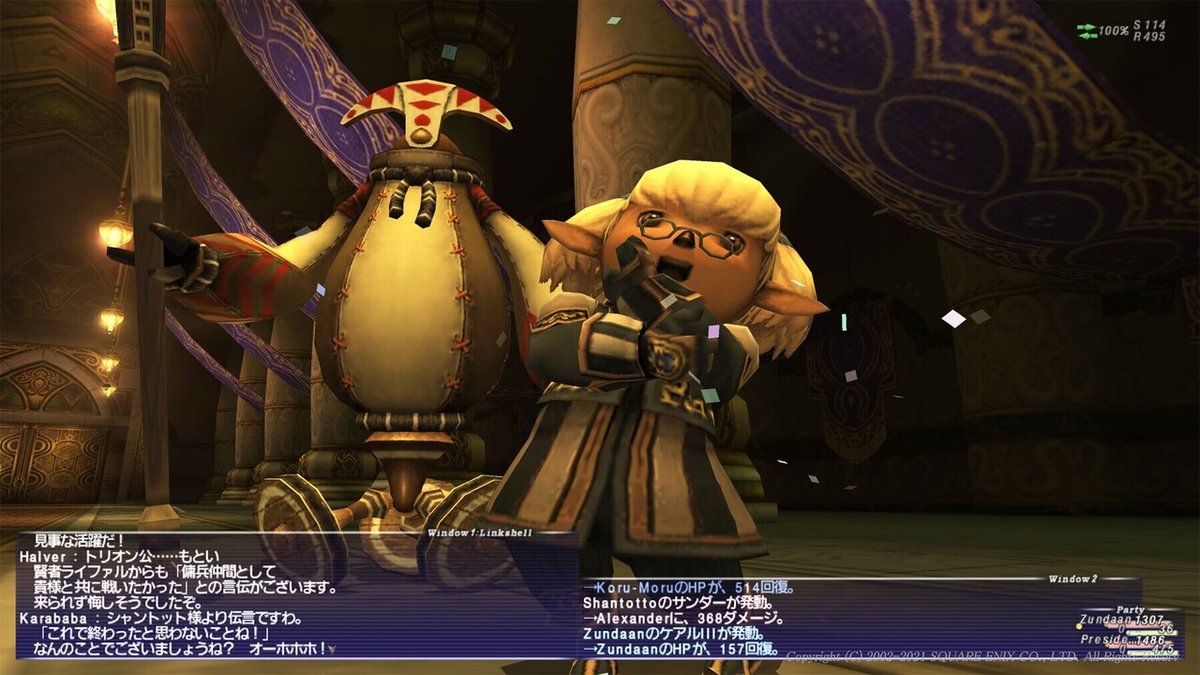 100% S 114
R 495
Window 1:Linkshell
見事な活躍だ!
Halver : トリオン公……もとい
賢者ライファルからも「傭兵仲間として
貴様と共に戦いたかった」との言伝がございます。
来られず悔しそうでしたぞ。
Karababa : シャントット様より伝言ですわ。
「これで終わったと思わないことね!」
なんのことでございましょうね? オーホホホ!
Window 2
→Koru-MoruのHPが、514回復。
Shantottoのサンダーが発動。
→Alexanderに、368ダメージ。
ZundaanのケアルIIIが発動。
→ZundaanのHPが、157回復。
Party
Zundaan 1307
0 36
Preside… 1486
0 475
Copyright (C) 2002-2021 SQUARE ENIX CO., LTD. All Rights Reserved.